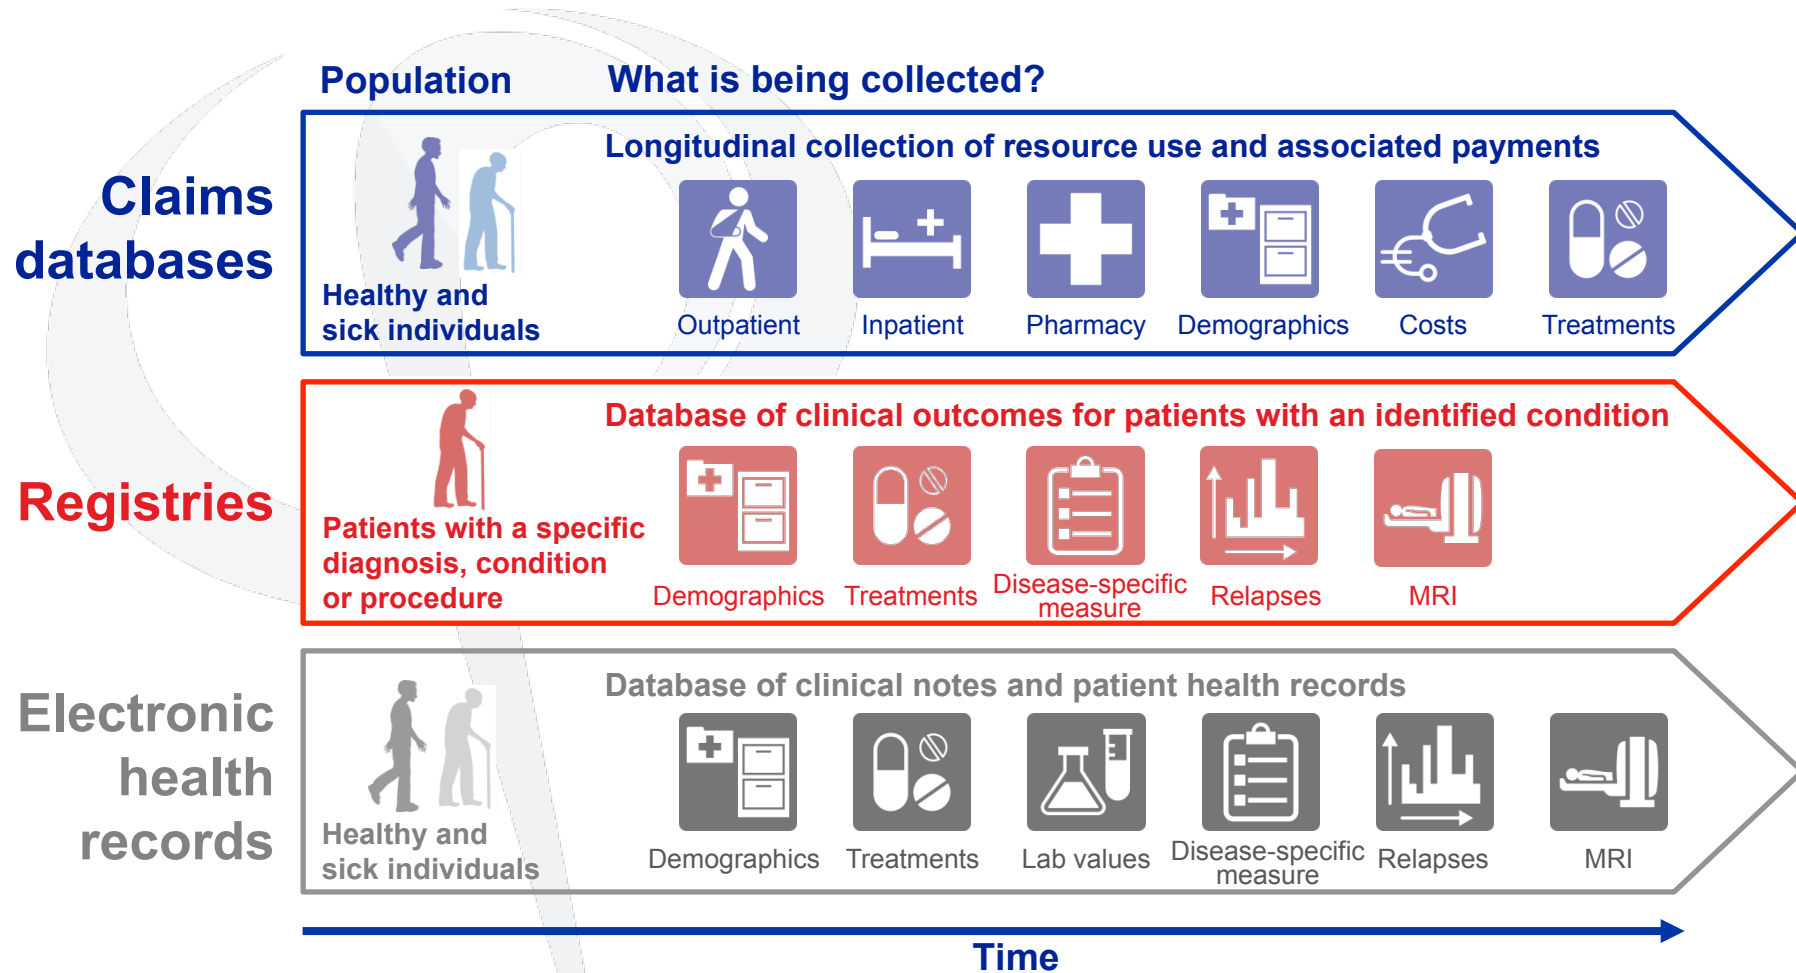 Population
What is being collected?
Claims
databases
Healthy and
sick individuals
Longitudinal collection of resource use and associated payments
Outpatient
Inpatient
Pharmacy
Demographics
Costs
Treatments
Registries
Patients with a specific
diagnosis, condition
or procedure
Database of clinical outcomes for patients with an identified condition
Demographics
Treatments
Disease-specific
measure
Relapses
MRI
Electronic
health
records
Healthy and
sick individuals
Database of clinical notes and patient health records
Demographics
Treatments
Lab values
Disease-specific
measure
Relapses
MRI
Time